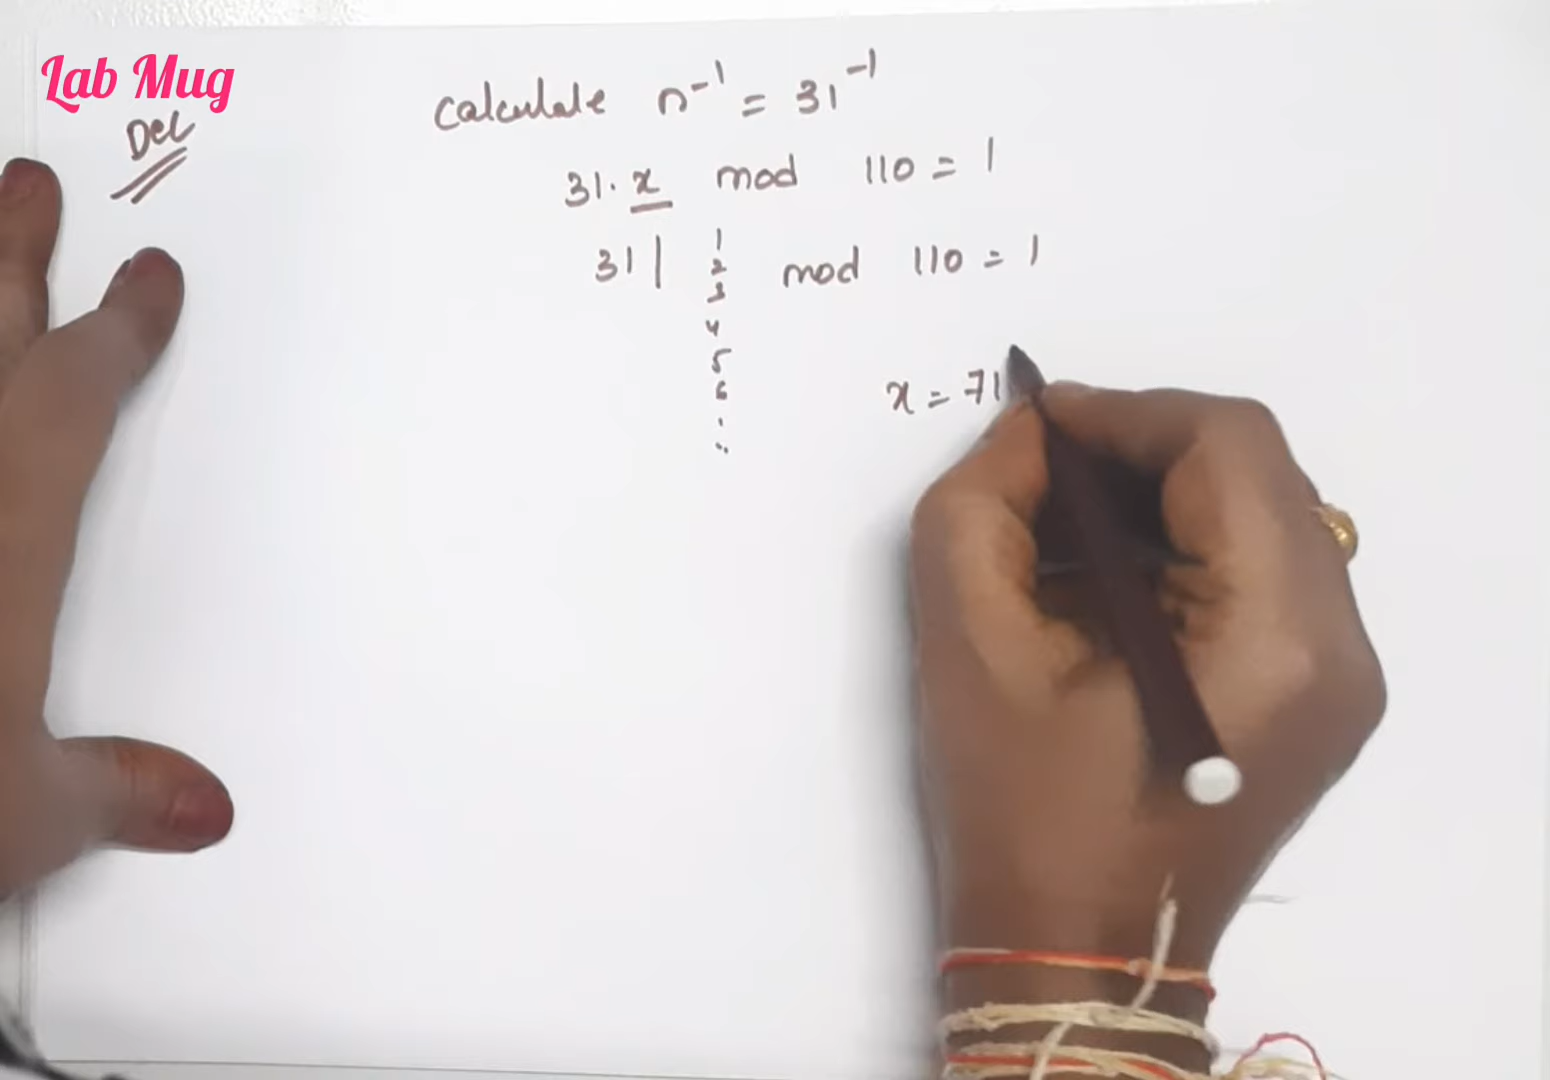 Lab Mug
Dec
Calculate n⁻¹ = 31⁻¹
31. x mod 110 = 1
31 | 1 mod 110 = 1
2
3
4
5
6
.
..
x = 71